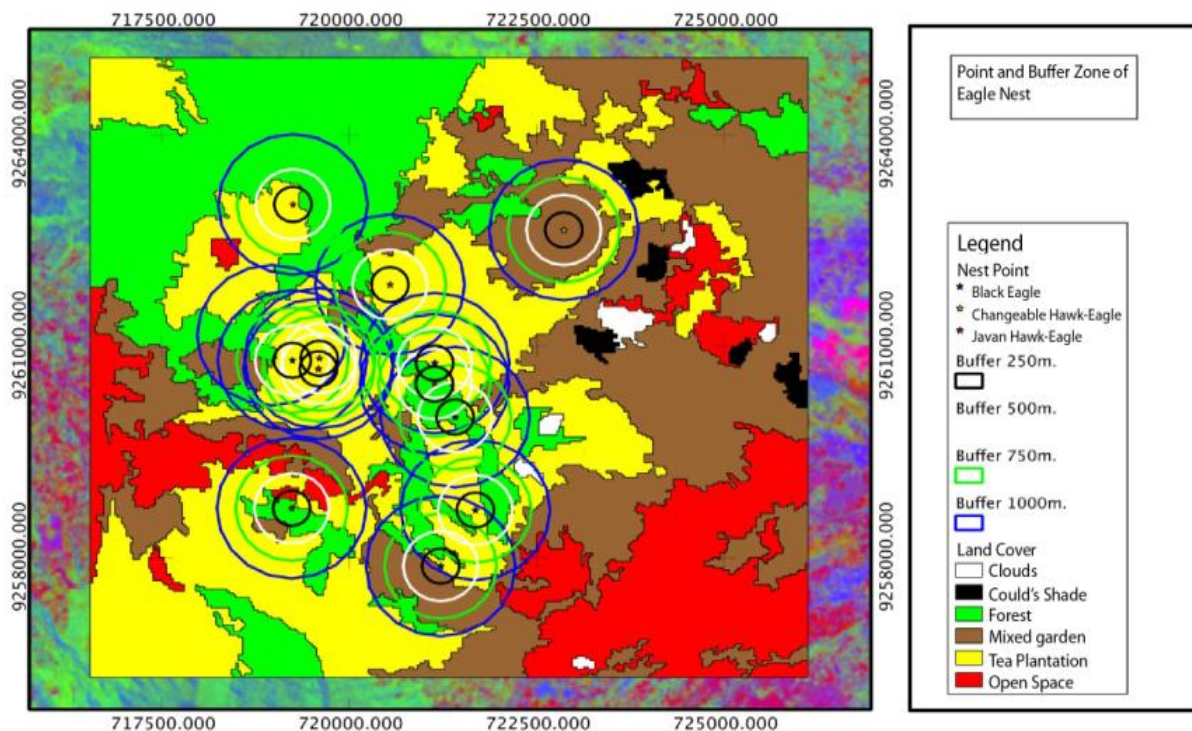 717500.000 720000.000 722500.000 725000.000
9264000.000
9261000.000
9258000.000
9264000.000
9261000.000
9258000.000
717500.000 720000.000 722500.000 725000.000
Point and Buffer Zone of
Eagle Nest
Legend
Nest Point
Black Eagle
Changeable Hawk-Eagle
Javan Hawk-Eagle
Buffer 250m.
Buffer 500m.
Buffer 750m.
Buffer 1000m.
Land Cover
Clouds
Could's Shade
Forest
Mixed garden
Tea Plantation
Open Space